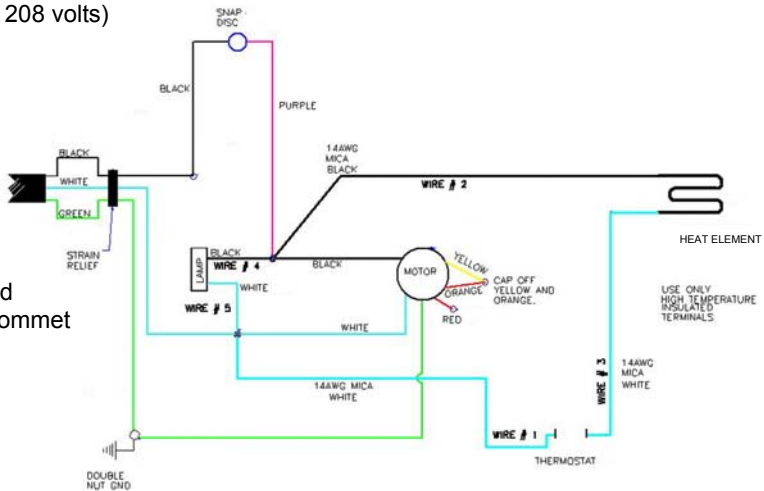 208 volts)
SNAP
DISC
BLACK
PURPLE
BLACK
WHITE
GREEN
STRAIN
RELIEF
14AWG
MICA
BLACK
WIRE # 2
HEAT ELEMENT
LAMP
BLACK
WIRE # 4
WHITE
WIRE # 5
BLACK
MOTOR
YELLOW
ORANGE
RED
CAP OFF
YELLOW AND
ORANGE.
USE ONLY
HIGH TEMPERATURE
INSULATED
TERMINALS
d
ommet
WHITE
14AWG MICA
WHITE
WIRE # 3
14AWG
MICA
WHITE
WIRE # 1
THERMOSTAT
DOUBLE
NUT GND